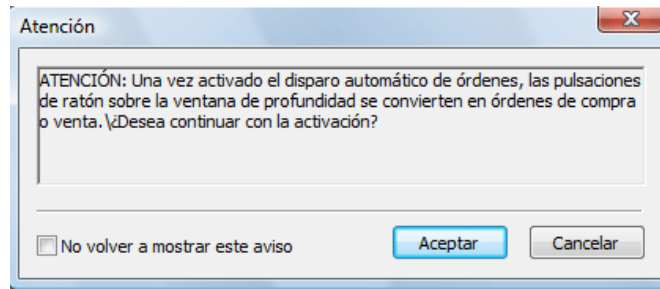 Atención
ATENCIÓN: Una vez activado el disparo automático de órdenes, las pulsaciones
de ratón sobre la ventana de profundidad se convierten en órdenes de compra
o venta.\¿Desea continuar con la activación?
No volver a mostrar este aviso
Aceptar
Cancelar